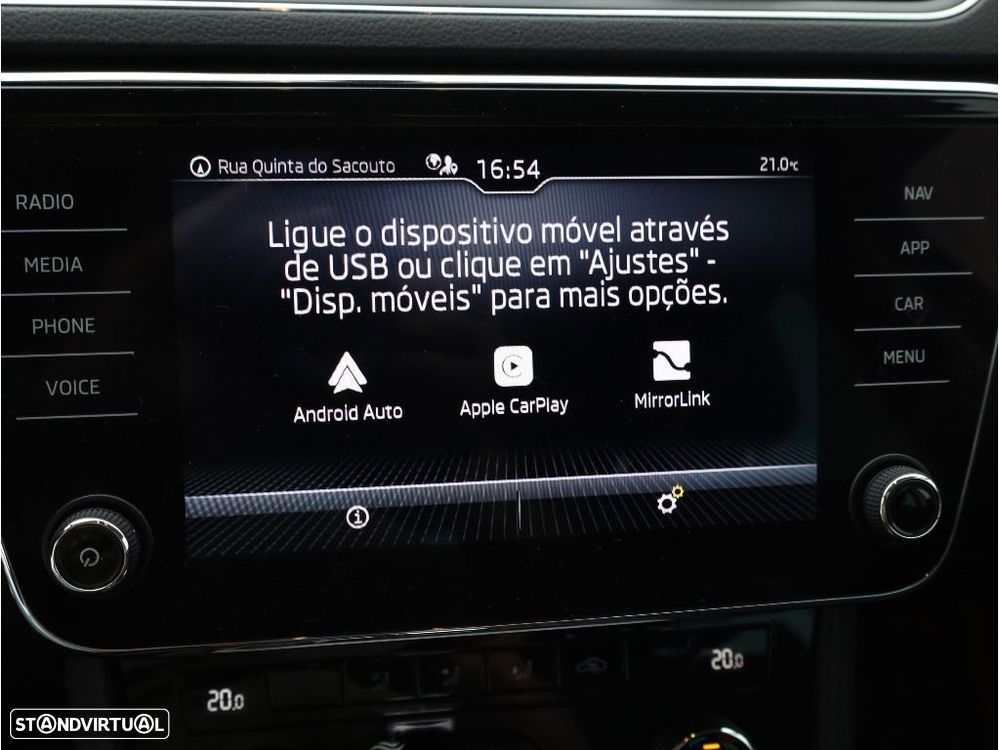 Rua Quinta do Sacouto 16:54 21.0°C
RADIO
MEDIA
PHONE
VOICE
Ligue o dispositivo móvel através
de USB ou clique em "Ajustes" -
"Disp. móveis" para mais opções.
Android Auto
Apple CarPlay
MirrorLink
NAV
APP
CAR
MENU
20.0
20.0
STANDVIRTUAL